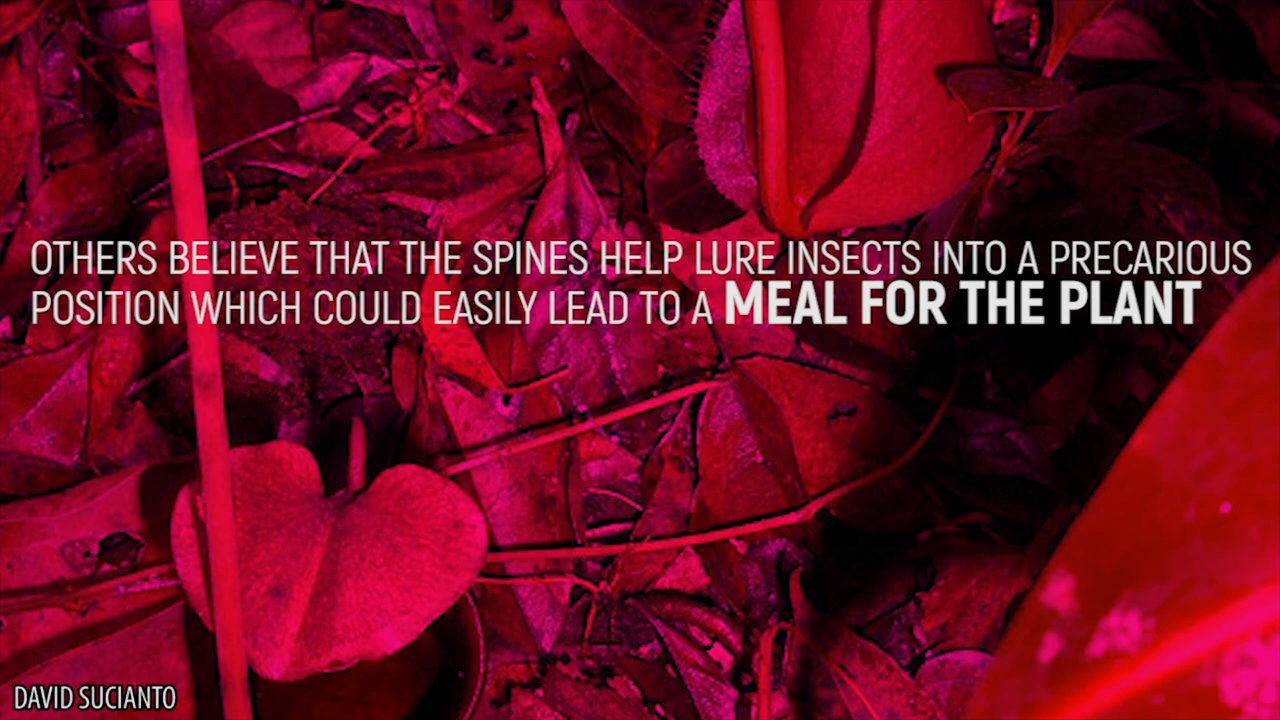 OTHERS BELIEVE THAT THE SPINES HELP LURE INSECTS INTO A PRECARIOUS
POSITION WHICH COULD EASILY LEAD TO A MEAL FOR THE PLANT
DAVID SUCIANTO